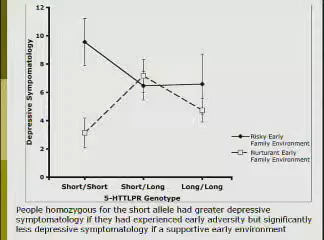 12
10
8
6
4
2
0
Depressive Sympomatology
Short/Short Short/Long Long/Long
5-HTTLPR Genotype
Risky Early
Family Environment
Nurturant Early
Family Environment
People homozygous for the short allele had greater depressive
symptomatology if they had experienced early adversity but significantly
less depressive symptomatology if a supportive early environment